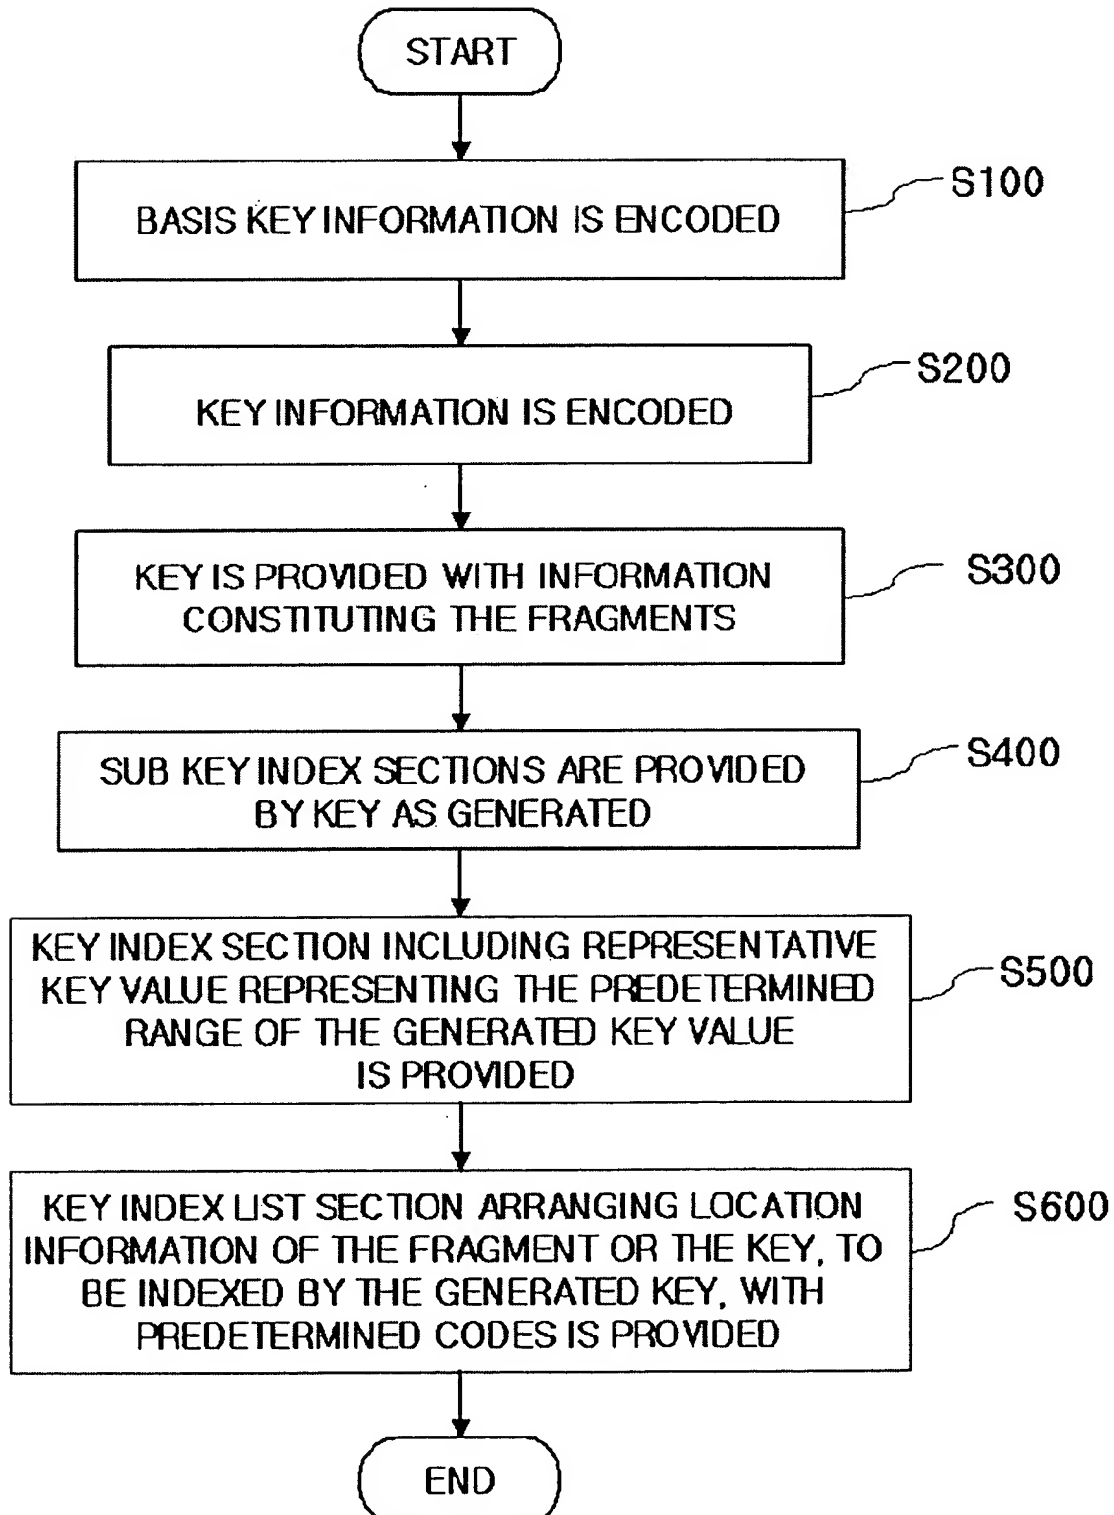 START
BASIS KEY INFORMATION IS ENCODED
S100
KEY INFORMATION IS ENCODED
S200
KEY IS PROVIDED WITH INFORMATION
CONSTITUTING THE FRAGMENTS
S300
SUB KEY INDEX SECTIONS ARE PROVIDED
BY KEY AS GENERATED
S400
KEY INDEX SECTION INCLUDING REPRESENTATIVE
KEY VALUE REPRESENTING THE PREDETERMINED
RANGE OF THE GENERATED KEY VALUE
IS PROVIDED
S500
KEY INDEX LIST SECTION ARRANGING LOCATION
INFORMATION OF THE FRAGMENT OR THE KEY, TO
BE INDEXED BY THE GENERATED KEY, WITH
PREDETERMINED CODES IS PROVIDED
S600
END